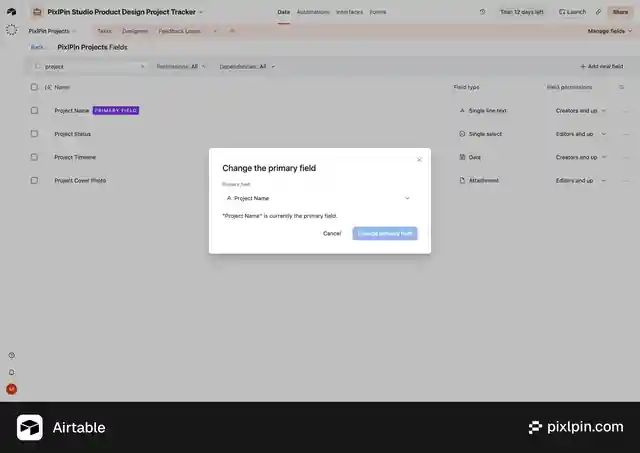 PixlPin Studio Product Design Project Tracker
Data Automations Interfaces Forms
Trial: 12 days left
Launch
Share
PixlPin Projects Tasks Designers Feedback Loops
Manage fields
Back PixlPin Projects Fields
project
Permissions: All
Dependencies: All
+ Add new field
Name Field type Field permissions
Project Name PRIMARY FIELD Single line text Creators and up
Project Status Single select Editors and up
Project Timeline Date Creators and up
Project Cover Photo Attachment Editors and up
Change the primary field
Primary field
A Project Name
"Project Name" is currently the primary field.
Cancel Change primary field
Airtable
pixlpin.com